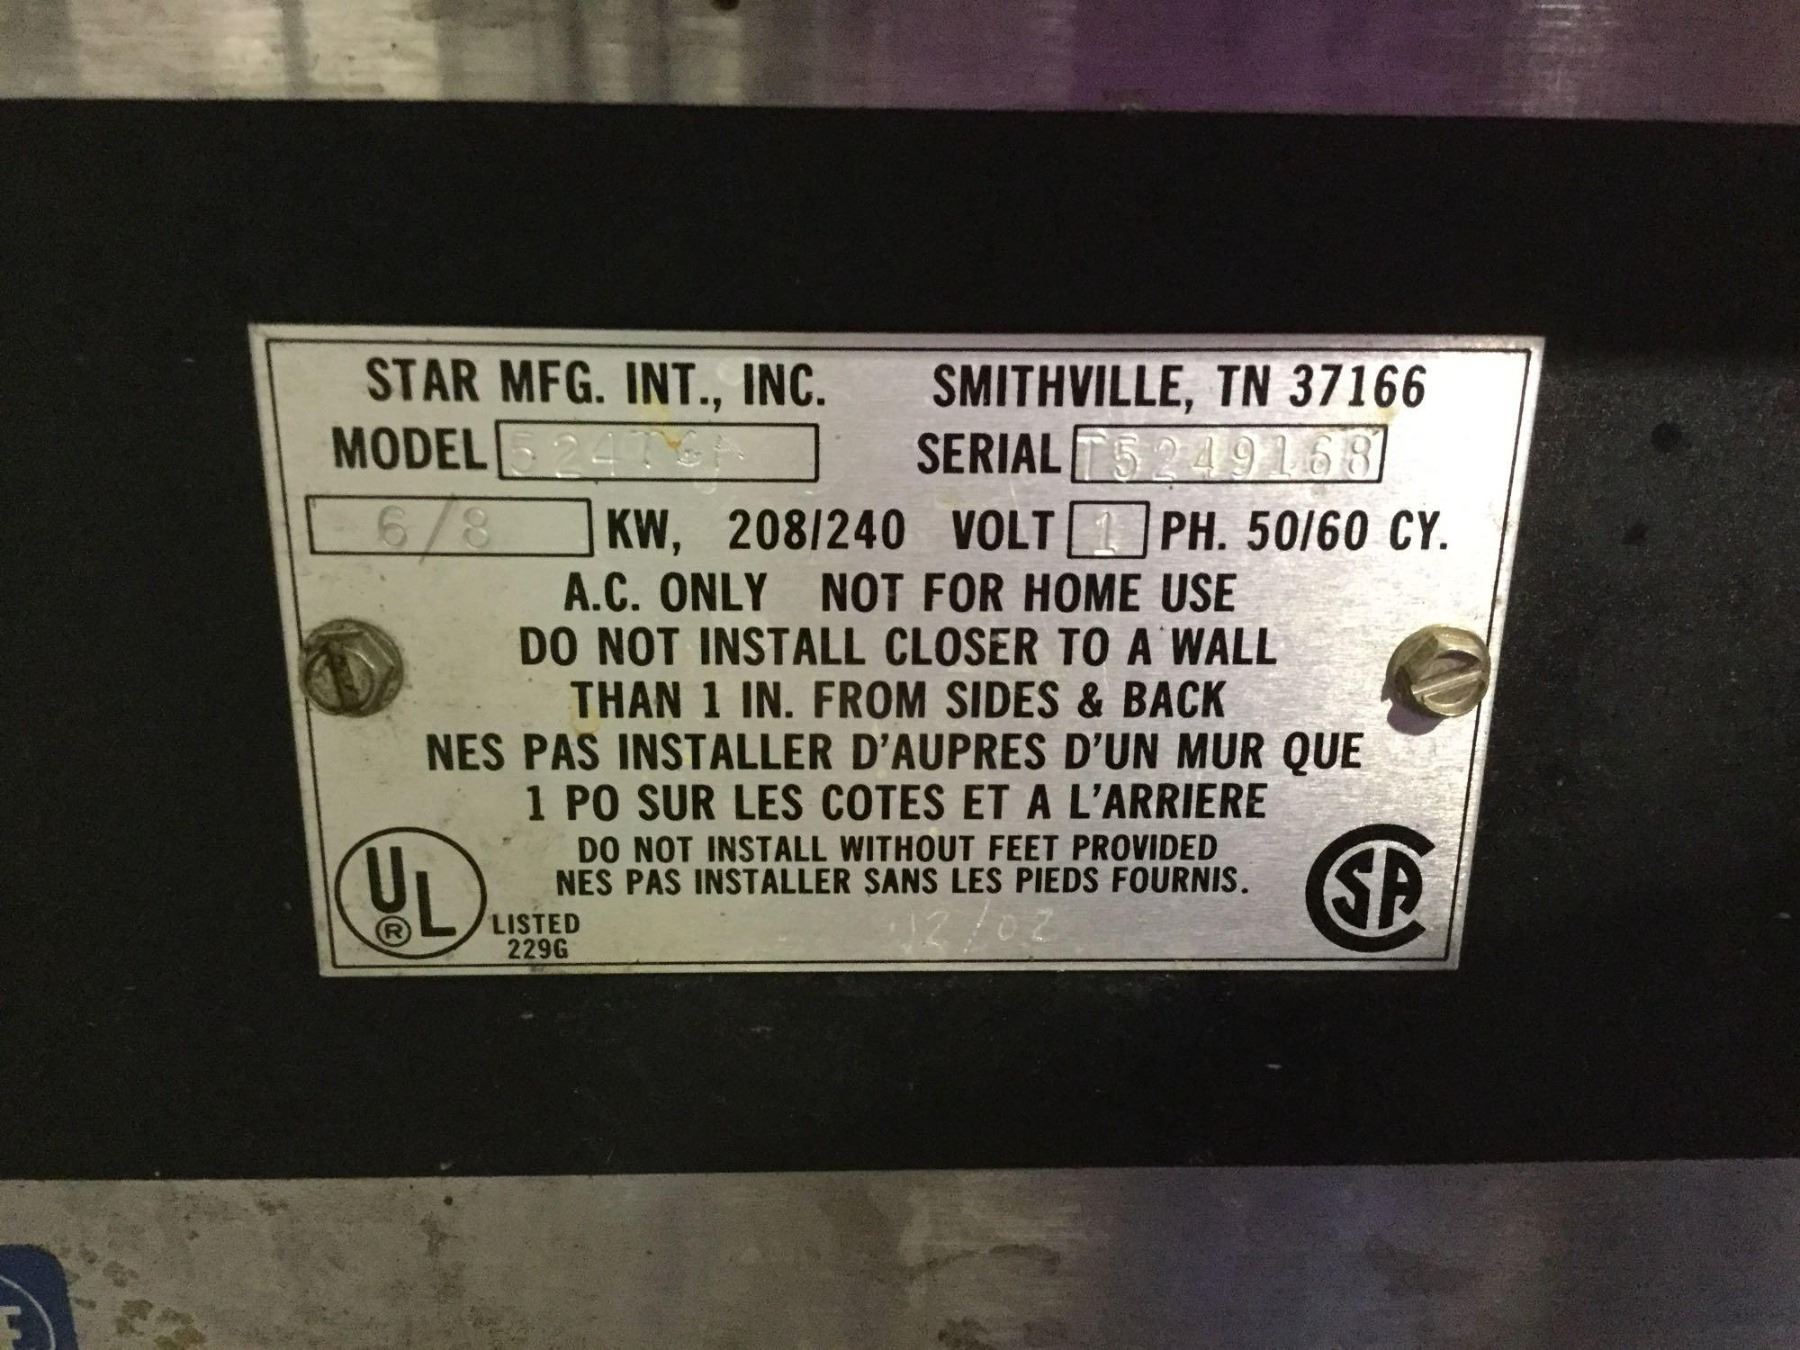 STAR MFG. INT., INC. SMITHVILLE, TN 37166
MODEL 524TGA SERIAL T5249168
6/8 KW, 208/240 VOLT 1 PH. 50/60 CY.
A.C. ONLY NOT FOR HOME USE
DO NOT INSTALL CLOSER TO A WALL
THAN 1 IN. FROM SIDES & BACK
NES PAS INSTALLER D'AUPRES D'UN MUR QUE
1 PO SUR LES COTES ET A L'ARRIERE
DO NOT INSTALL WITHOUT FEET PROVIDED
NES PAS INSTALLER SANS LES PIEDS FOURNIS.
UL ® LISTED
229G
12/02
CSA